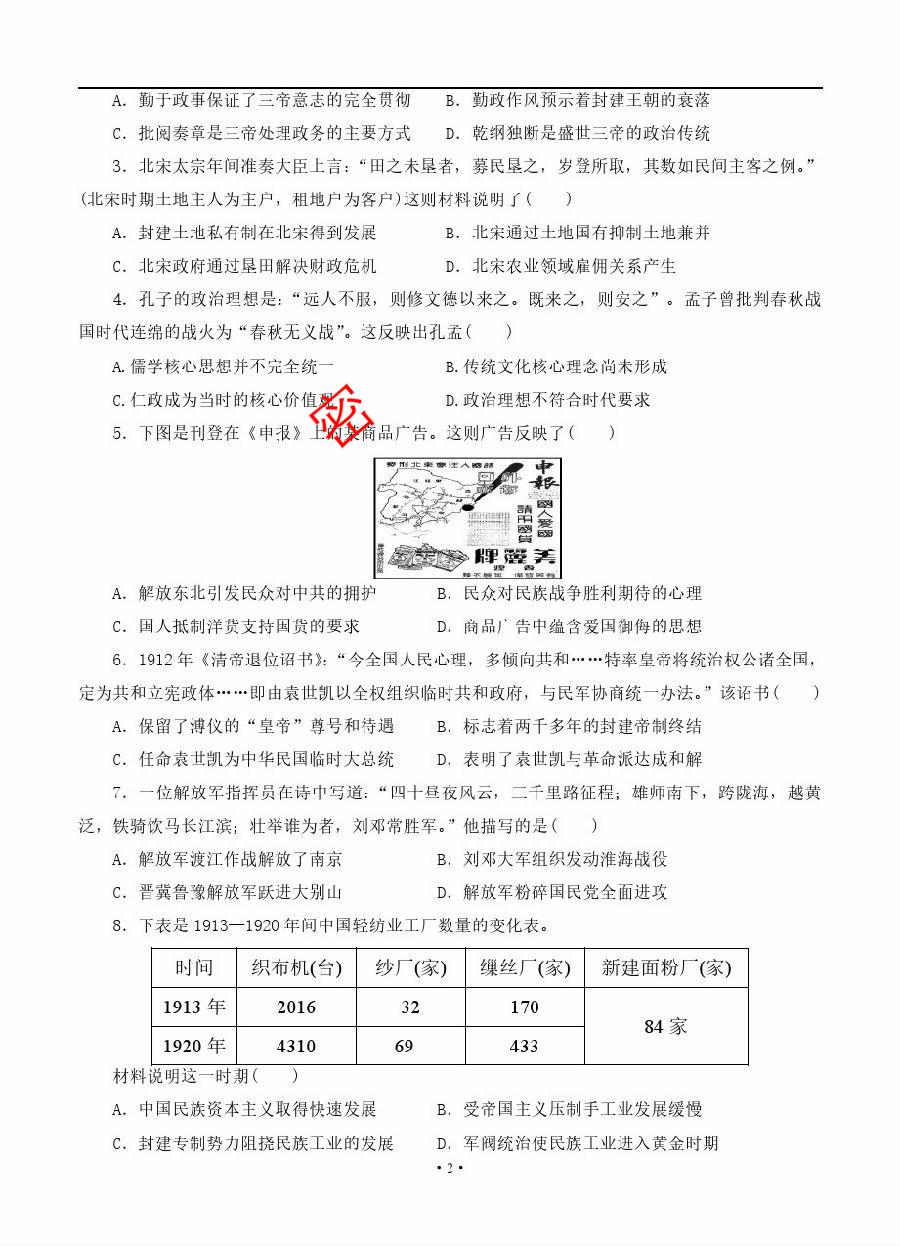 A．勤于政事保证了三帝意志的完全贯彻 B．勤政作风预示着封建王朝的衰落
C．批阅奏章是三帝处理政务的主要方式 D．乾纲独断是盛世三帝的政治传统
3．北宋太宗年间准奏大臣上言：“田之未垦者，募民垦之，岁登所取，其数如民间主客之例。”
(北宋时期土地主人为主户，租地户为客户)这则材料说明了( )
A．封建土地私有制在北宋得到发展 B．北宋通过土地国有抑制土地兼并
C．北宋政府通过垦田解决财政危机 D．北宋农业领域雇佣关系产生
4．孔子的政治理想是：“远人不服，则修文德以来之。既来之，则安之”。孟子曾批判春秋战
国时代连绵的战火为“春秋无义战”。这反映出孔孟( )
A.儒学核心思想并不完全统一 B.传统文化核心理念尚未形成
C.仁政成为当时的核心价值观 D.政治理想不符合时代要求
密
5．下图是刊登在《申报》上的某商品广告。这则广告反映了( )
勢形北東意注人國請
申報
國人愛國
請用國貨
牌麗美
煙香
A．解放东北引发民众对中共的拥护 B．民众对民族战争胜利期待的心理
C．国人抵制洋货支持国货的要求 D．商品广告中蕴含爱国御侮的思想
6．1912年《清帝退位诏书》：“今全国人民心理，多倾向共和……特率皇帝将统治权公诸全国，
定为共和立宪政体……即由袁世凯以全权组织临时共和政府，与民军协商统一办法。”该诏书( )
A．保留了溥仪的“皇帝”尊号和待遇 B．标志着两千多年的封建帝制终结
C．任命袁世凯为中华民国临时大总统 D．表明了袁世凯与革命派达成和解
7．一位解放军指挥员在诗中写道：“四十昼夜风云，二千里路征程；雄师南下，跨陇海，越黄
泛，铁骑饮马长江滨；壮举谁为者，刘邓常胜军。”他描写的是( )
A．解放军渡江作战解放了南京 B．刘邓大军组织发动淮海战役
C．晋冀鲁豫解放军跃进大别山 D．解放军粉碎国民党全面进攻
8．下表是1913—1920年间中国轻纺业工厂数量的变化表。
时间 织布机(台) 纱厂(家) 缫丝厂(家) 新建面粉厂(家)
1913年 2016 32 170 84家
1920年 4310 69 433
材料说明这一时期( )
A．中国民族资本主义取得快速发展 B．受帝国主义压制手工业发展缓慢
C．封建专制势力阻挠民族工业的发展 D．军阀统治使民族工业进入黄金时期
·2·